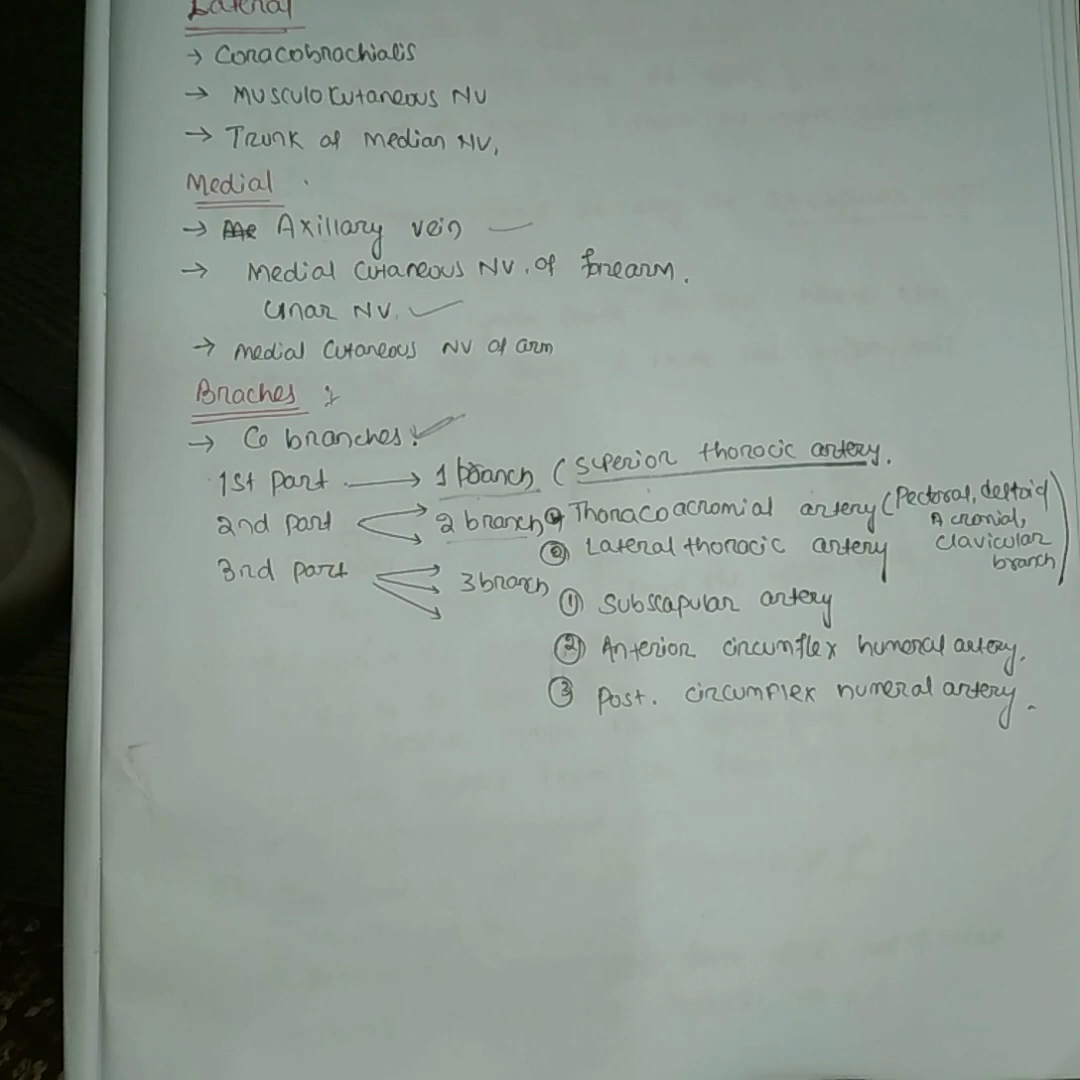 Lateral
→ Coracobrachialis
→ Musculocutaneous NV
→ Trunk of median NV,
Medial
→ Axillary vein
→ Medial Cutaneous NV. of forearm.
Ulnar NV.
→ Medial Cutaneous NV of arm
Braches :
→ 6 branches
1st part → 1 branch (Superior thoracic artery.
2nd part 2 branch ① Thoracoacromial artery (Pectoral, deltoid
Acromial,
② Lateral thoracic artery clavicular
branch)
3rd part 3 branch ① Subscapular artery
② Anterior circumflex humeral artery.
③ Post. circumplex humeral artery.